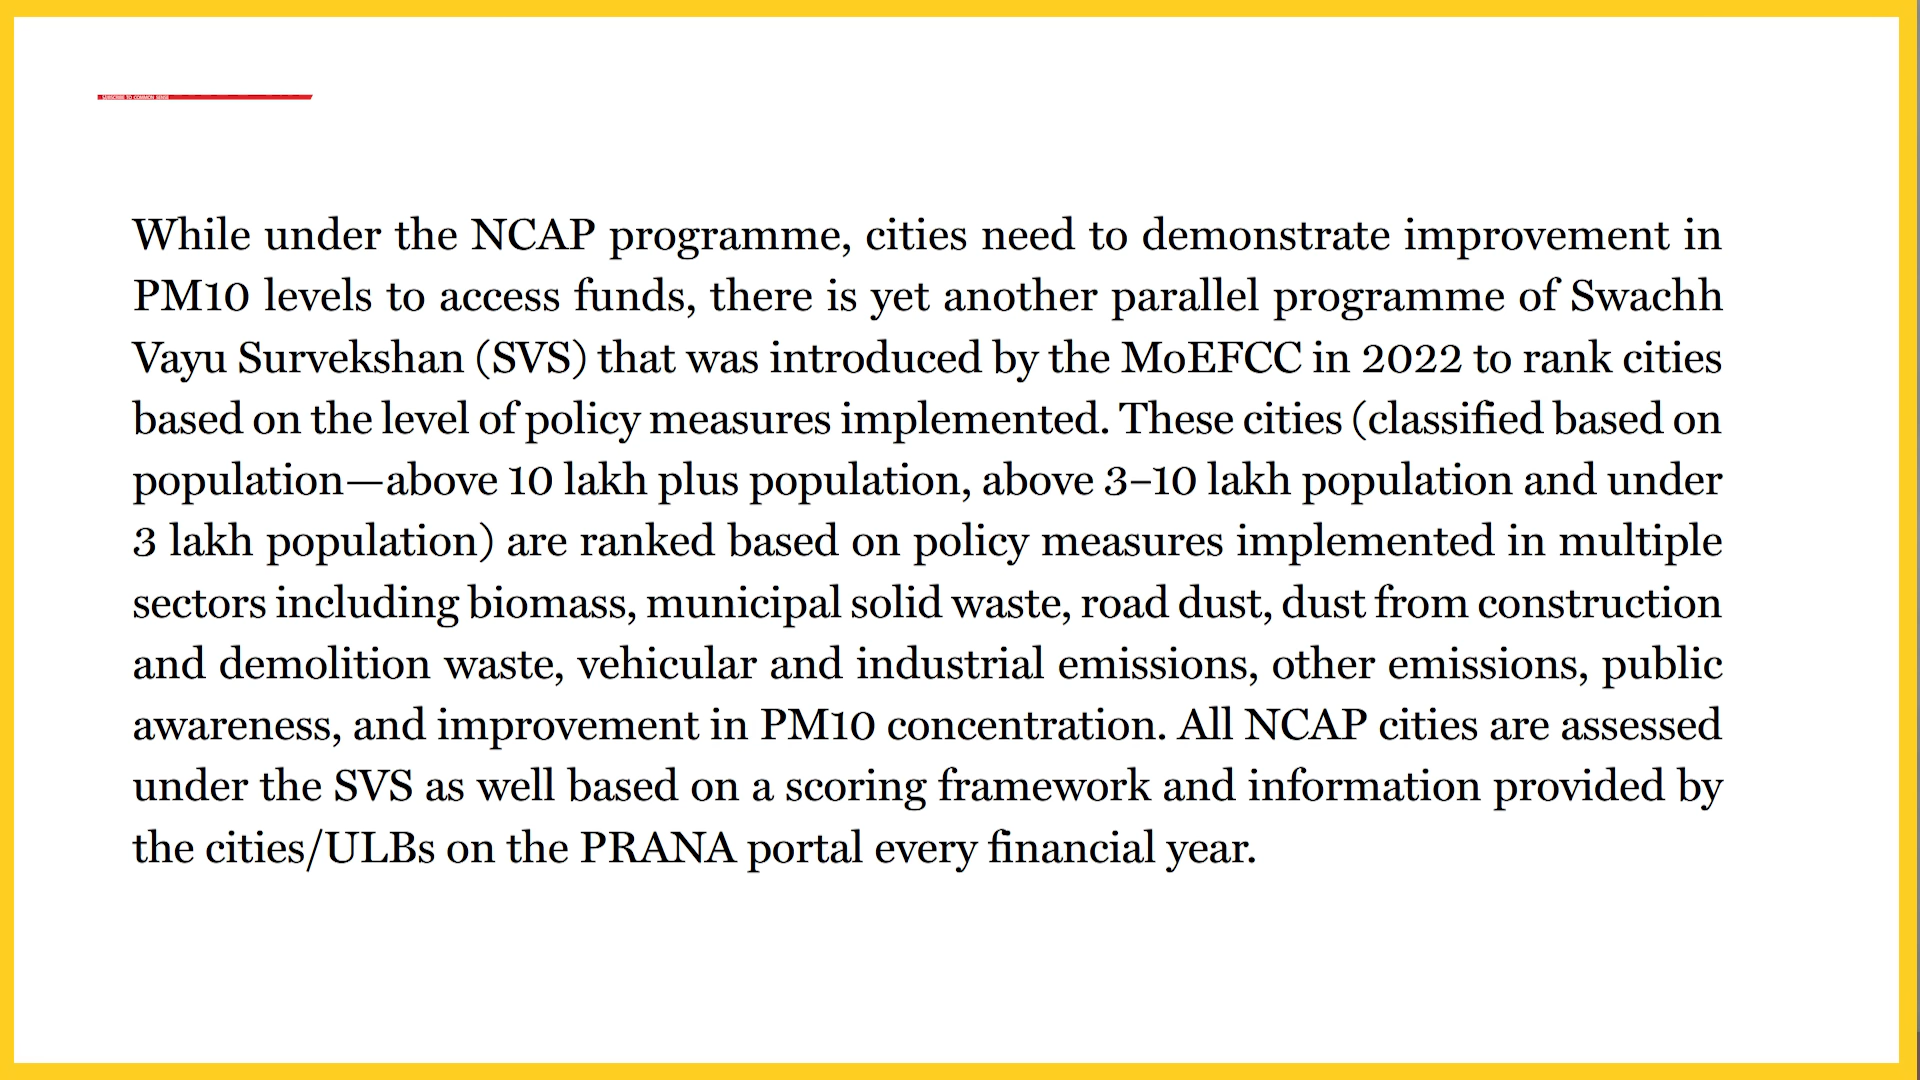 SUBSCRIBE TO COMMON SENSE
While under the NCAP programme, cities need to demonstrate improvement in
PM10 levels to access funds, there is yet another parallel programme of Swachh
Vayu Survekshan (SVS) that was introduced by the MoEFCC in 2022 to rank cities
based on the level of policy measures implemented. These cities (classified based on
population—above 10 lakh plus population, above 3–10 lakh population and under
3 lakh population) are ranked based on policy measures implemented in multiple
sectors including biomass, municipal solid waste, road dust, dust from construction
and demolition waste, vehicular and industrial emissions, other emissions, public
awareness, and improvement in PM10 concentration. All NCAP cities are assessed
under the SVS as well based on a scoring framework and information provided by
the cities/ULBs on the PRANA portal every financial year.